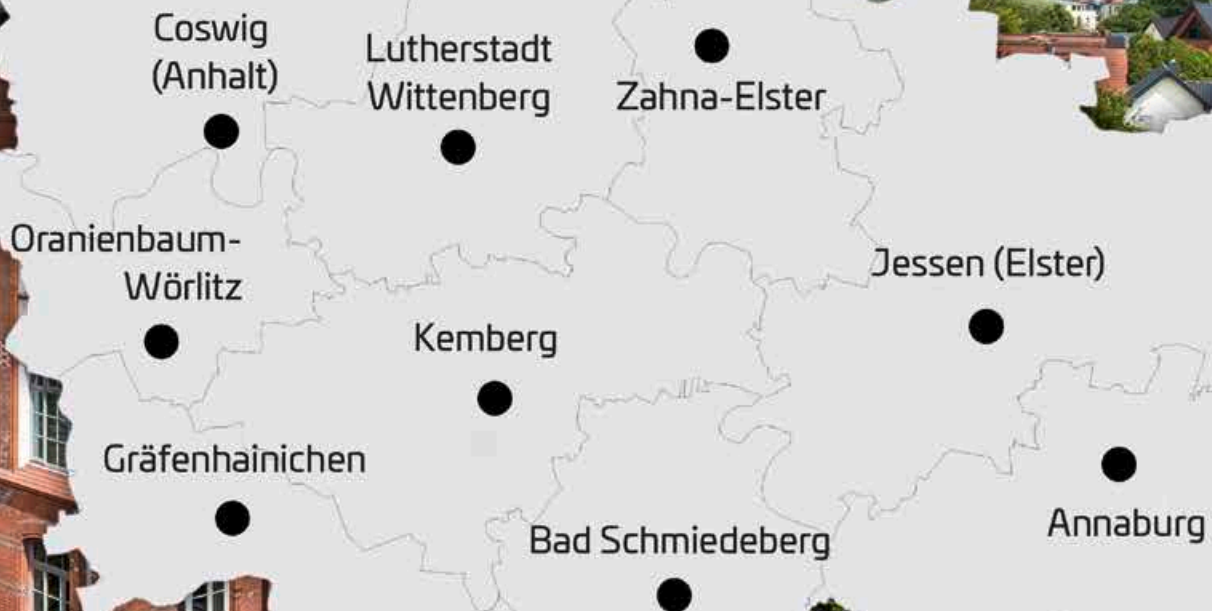 Coswig
(Anhalt)
Lutherstadt
Wittenberg
Zahna-Elster
Oranienbaum-
Wörlitz
Jessen (Elster)
Kemberg
Gräfenhainichen
Bad Schmiedeberg
Annaburg